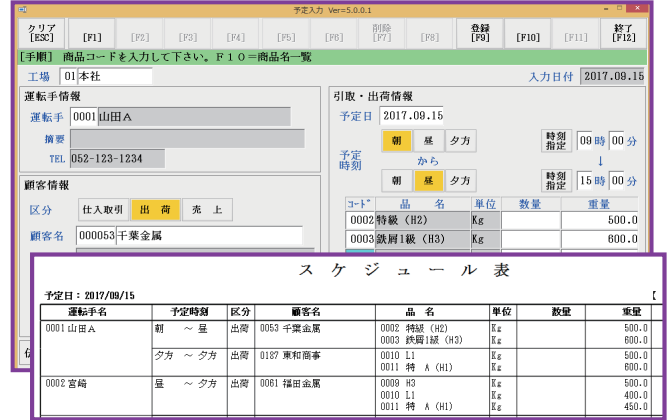 予定入力 Ver=5.0.0.1
クリア [ESC] [F1] [F2] [F3] [F4] [F5] [F6] 削除 [F7] [F8] 登録 [F9] [F10] [F11] 終了 [F12]
[手順] 商品コードを入力して下さい。Ｆ１０＝商品名一覧
工場 01 本社 入力日付 2017.09.15
運転手情報
運転手 0001 山田Ａ
摘要
TEL 052-123-1234
顧客情報
区分 仕入取引 出荷 売上
顧客名 000053 千葉金属
引取・出荷情報
予定日 2017.09.15
予定時刻 朝 昼 夕方 時刻指定 09 時 00 分
から ↓
朝 昼 夕方 時刻指定 15 時 00 分
ｺｰﾄﾞ 品名 単位 数量 重量
0002 特級 (H2) Kg 500.0
0003 鉄屑1級 (H3) Kg 600.0
スケジュール表
予定日：2017/09/15
運転手名 予定時刻 区分 顧客名 品名 単位 数量 重量
0001 山田Ａ 朝 ～ 昼 出荷 0053 千葉金属 0002 特級 (H2) Kg 500.0
0003 鉄屑1級 (H3) Kg 600.0
夕方 ～ 夕方 出荷 0187 東和商事 0010 L1 Kg 500.0
0011 特 A (H1) Kg 600.0
0002 宮崎 昼 ～ 夕方 出荷 0061 福田金属 0009 H3 Kg 500.0
0010 L1 Kg 400.0
0011 特 A (H1) Kg 450.0